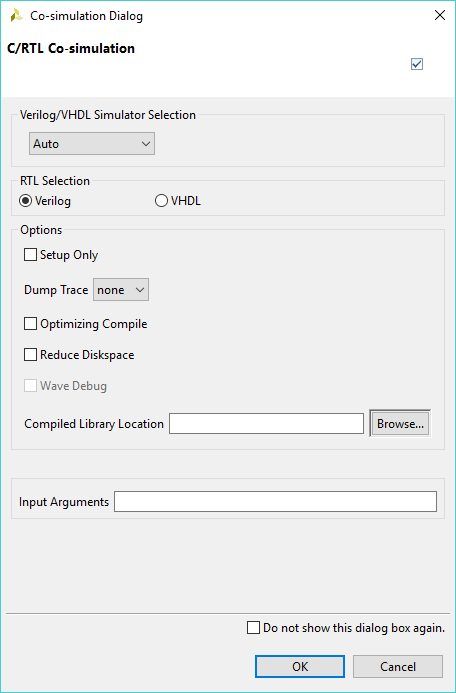 Co-simulation Dialog
C/RTL Co-simulation
Verilog/VHDL Simulator Selection
Auto
RTL Selection
Verilog VHDL
Options
Setup Only
Dump Trace none
Optimizing Compile
Reduce Diskspace
Wave Debug
Compiled Library Location Browse...
Input Arguments
Do not show this dialog box again.
OK Cancel